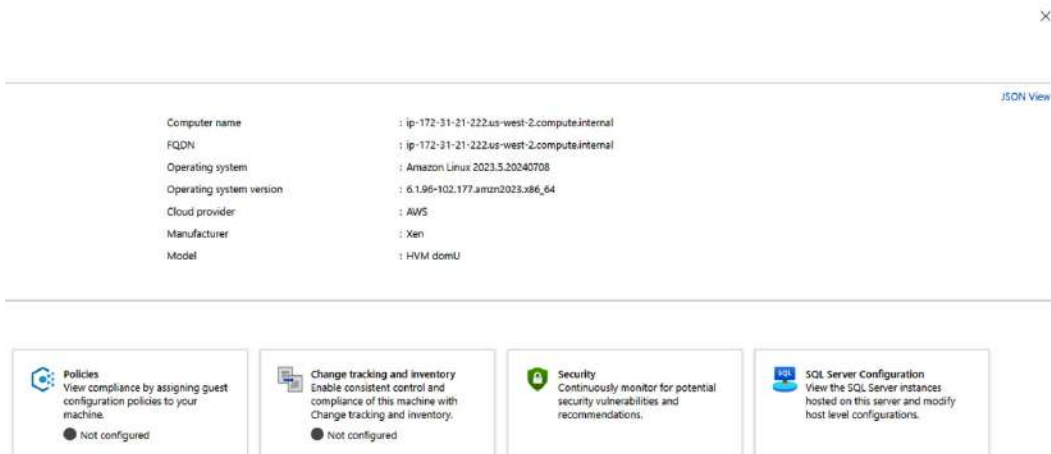 JSON View
Computer name : ip-172-31-21-222.us-west-2.compute.internal
FQDN : ip-172-31-21-222.us-west-2.compute.internal
Operating system : Amazon Linux 2023.5.20240708
Operating system version : 6.1.96-102.177.amzn2023.x86_64
Cloud provider : AWS
Manufacturer : Xen
Model : HVM domU
Policies
View compliance by assigning guest
configuration policies to your
machine.
Not configured
Change tracking and inventory
Enable consistent control and
compliance of this machine with
Change tracking and inventory.
Not configured
Security
Continuously monitor for potential
security vulnerabilities and
recommendations.
SQL
SQL Server Configuration
View the SQL Server instances
hosted on this server and modify
host level configurations.